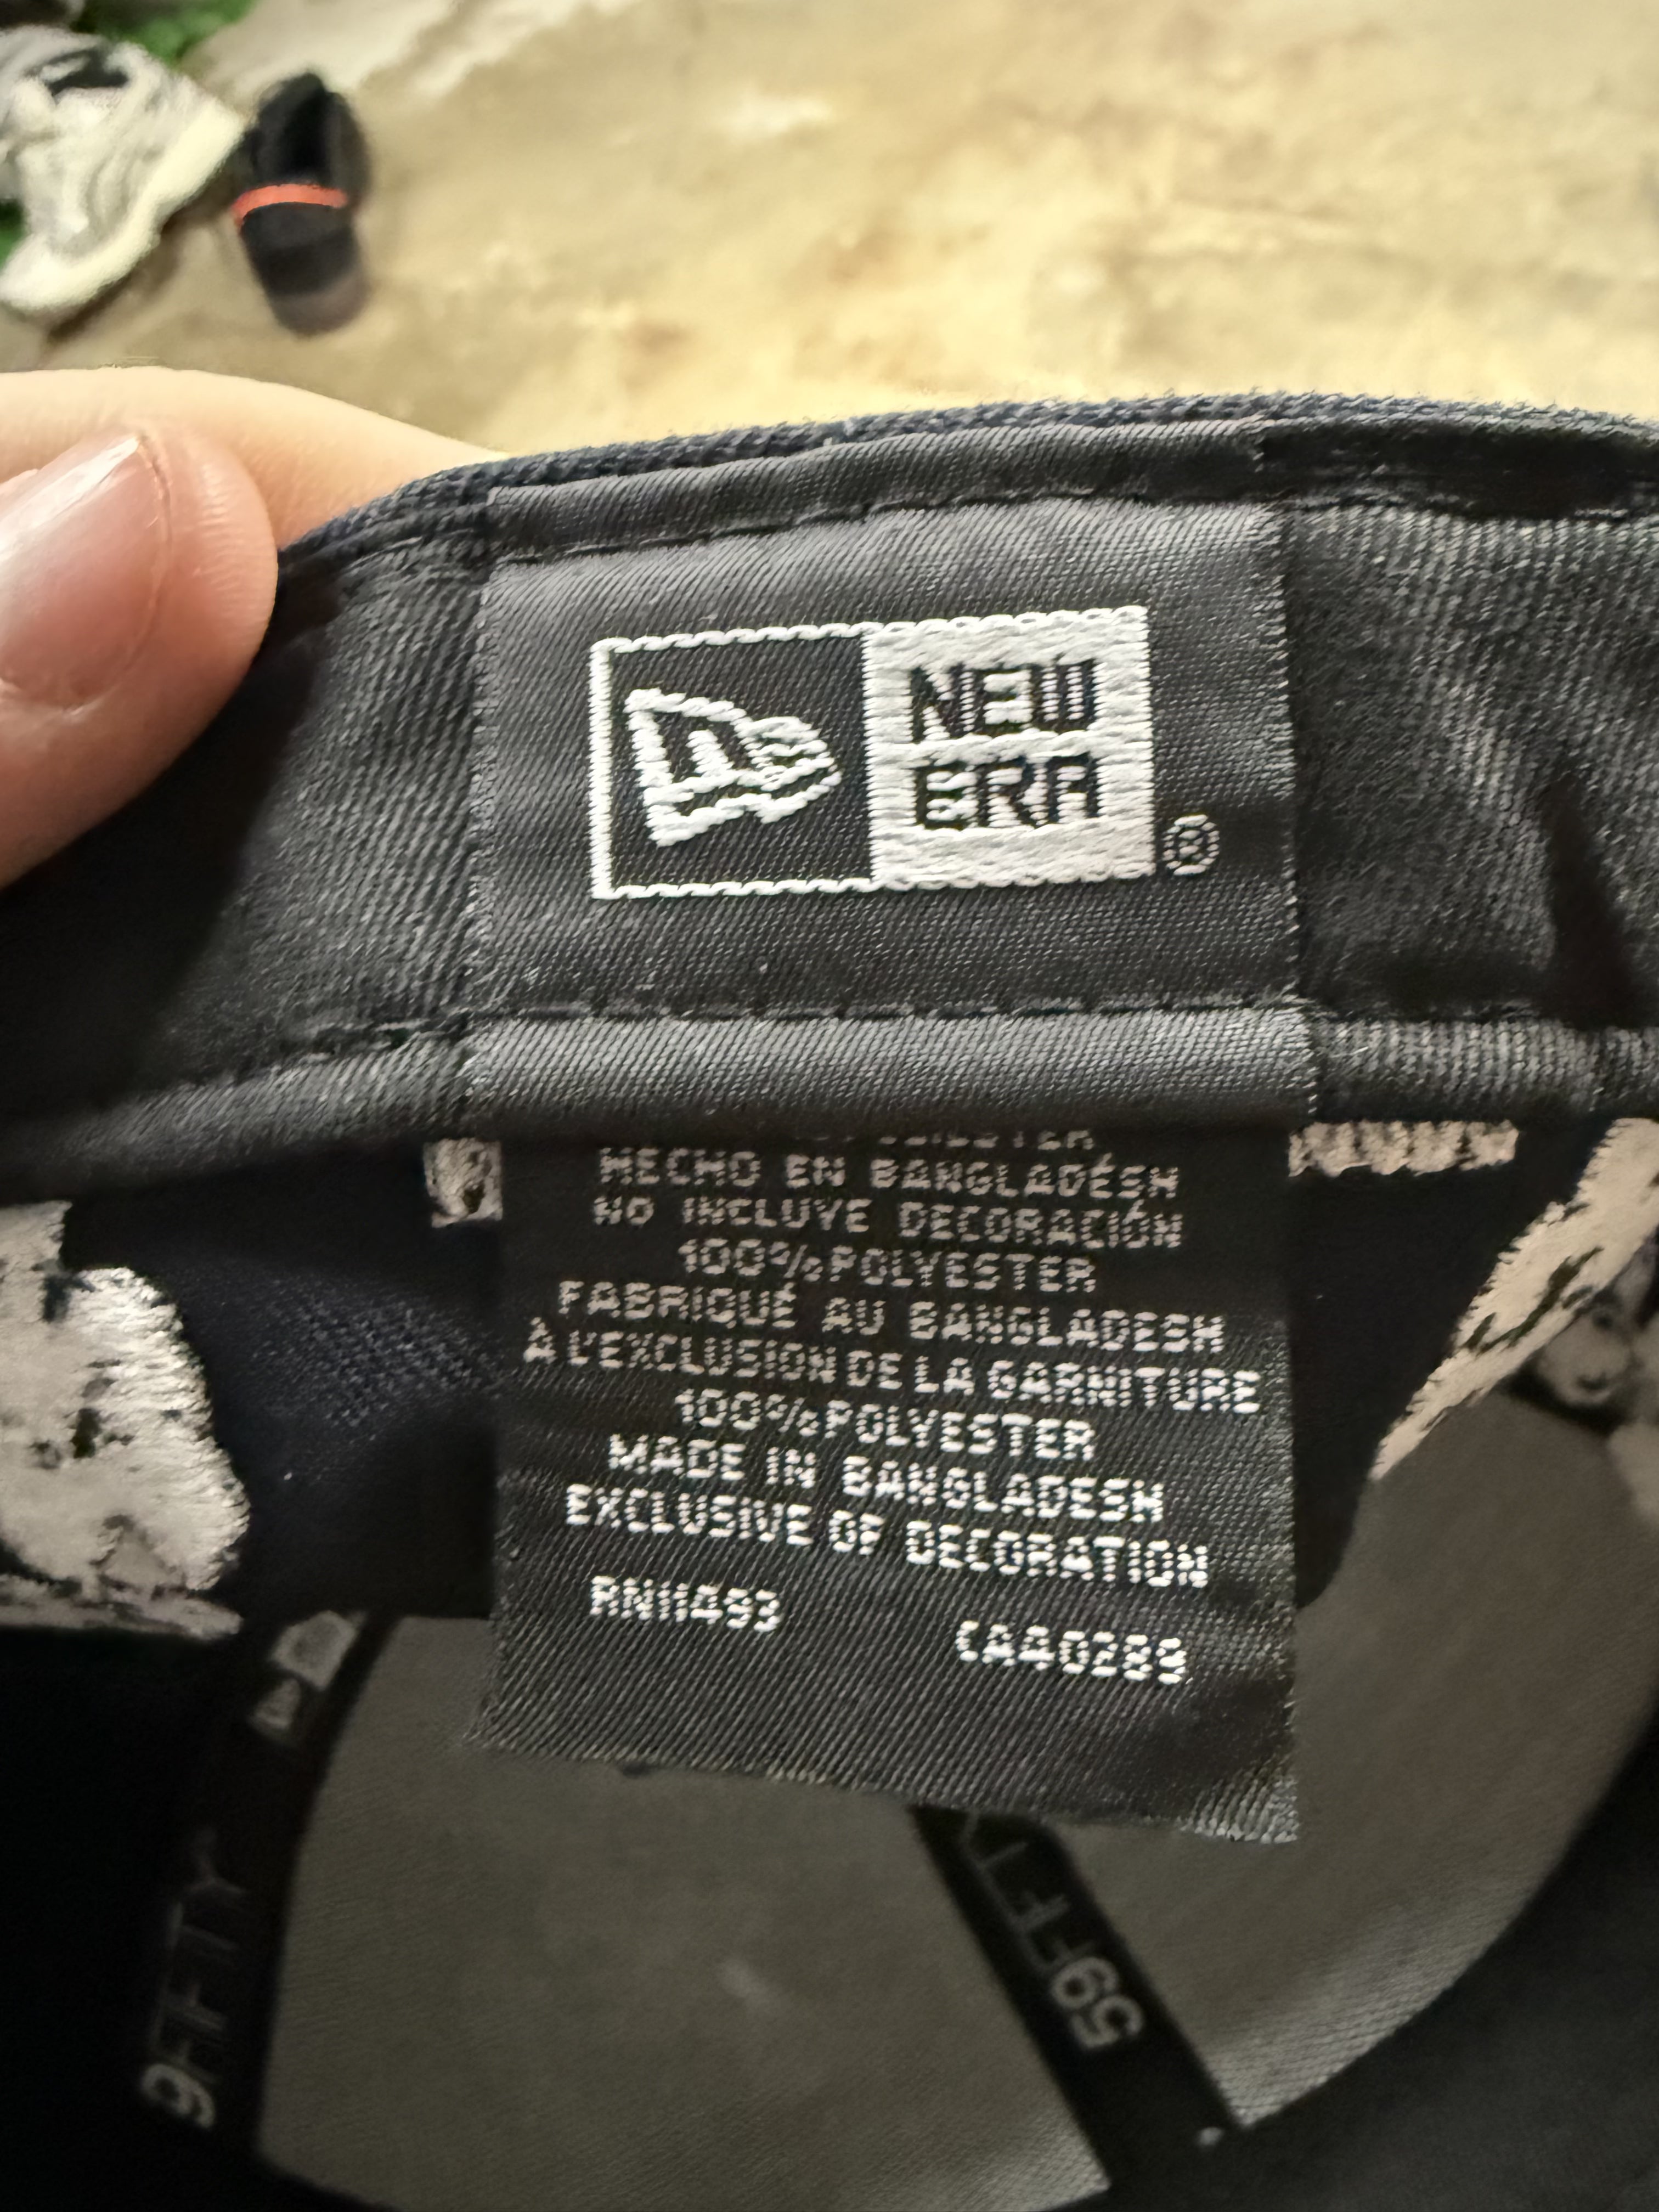 NEW
ERA
®
HECHO EN BANGLADÉSH
NO INCLUYE DECORACIÓN
100%POLYESTER
FABRIQUÉ AU BANGLADESH
À L'EXCLUSION DE LA GARNITURE
100%POLYESTER
MADE IN BANGLADESH
EXCLUSIVE OF DECORATION
RN11493 CA40289
59FIFTY